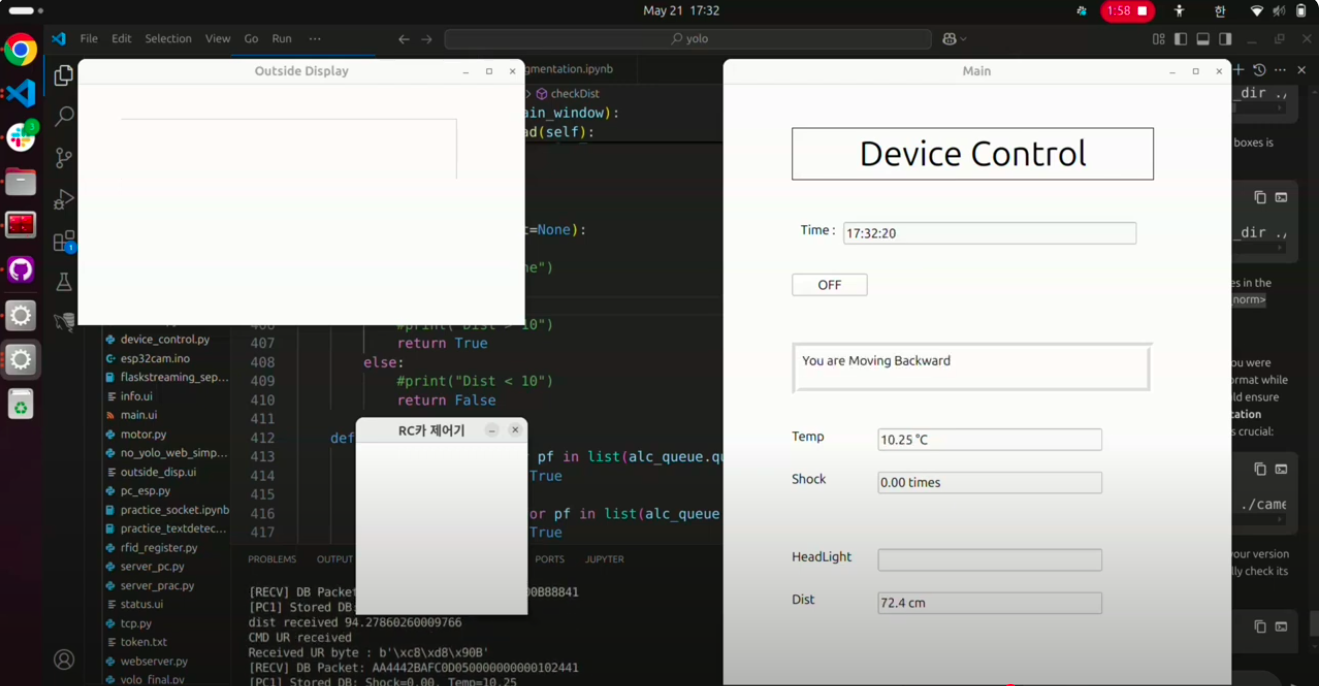 May 21 17:32
1:58
한
File Edit Selection View Go Run ···
yolo
Outside Display
gmentation.ipynb
checkDist
ain_window):
ad(self):
=None):
ne")
Main
Device Control
Time :
17:32:20
OFF
You are Moving Backward
Temp
10.25 °C
Shock
0.00 times
HeadLight
Dist
72.4 cm
_dir ./
boxes is
_dir ./
es in the
norm>
ou were
ormat while
ld ensure
tation
s crucial:
./came
our version
lly check its
device_control.py
esp32cam.ino
flaskstreaming_sep...
info.ui
main.ui
motor.py
no_yolo_web_simp...
outside_disp.ui
pc_esp.py
practice_socket.ipynb
practice_textdetec...
rfid_register.py
server_pc.py
server_prac.py
status.ui
tcp.py
token.txt
webserver.py
yolo_final.py
#print("Dist > 10")
407 return True
408 else:
409 #print("Dist < 10")
410 return False
411
412 def
413 pf in list(alc_queue.qu
414 True
415
416 or pf in list(alc_queue
417 True
RC카 제어기
PROBLEMS OUTPUT PORTS JUPYTER
[RECV] DB Packet 00B88841
[PC1] Stored DB:
dist received 94.27860260009766
CMD UR received
Received UR byte : b'\xc8\xd8\x90B'
[RECV] DB Packet: AA4442BAFC0D050000000000102441
[PC1] Stored DB: Shock=0.00, Temp=10.25